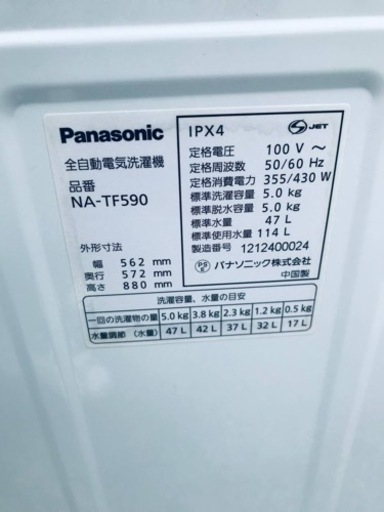 Panasonic
全自動電気洗濯機
品番
NA-TF590
外形寸法
幅 562 mm
奥行 572 mm
高さ 880 mm
IPX4
S JET
定格電圧 100 V ～
定格周波数 50/60 Hz
定格消費電力 355/430 W
標準洗濯容量 5.0 kg
標準脱水容量 5.0 kg
標準水量 47 L
標準使用水量 114 L
製造番号 1212400024
PS E パナソニック株式会社
中国製
洗濯容量、水量の目安
一回の洗濯物の量 5.0 kg 3.8 kg 2.3 kg 1.2 kg 0.5 kg
水量調節 (水量) 47 L 42 L 37 L 32 L 17 L